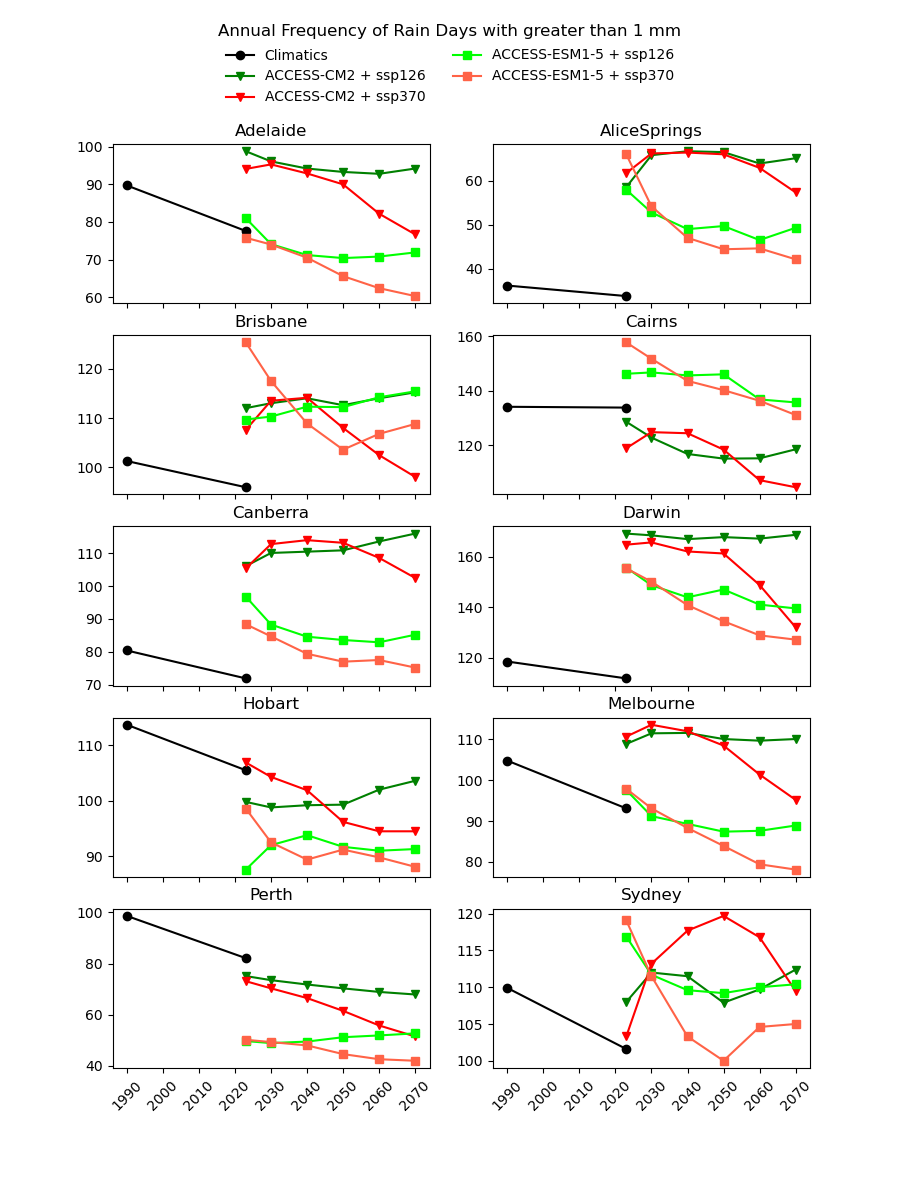 Annual Frequency of Rain Days with greater than 1 mm
Climatics
ACCESS-CM2 + ssp126
ACCESS-CM2 + ssp370
ACCESS-ESM1-5 + ssp126
ACCESS-ESM1-5 + ssp370
Adelaide
100
90
80
70
60
AliceSprings
60
50
40
Brisbane
120
110
100
Cairns
160
140
120
Canberra
110
100
90
80
70
Darwin
160
140
120
Hobart
110
100
90
Melbourne
110
100
90
80
Perth
100
80
60
40
1990 2000 2010 2020 2030 2040 2050 2060 2070
Sydney
120
115
110
105
100
1990 2000 2010 2020 2030 2040 2050 2060 2070